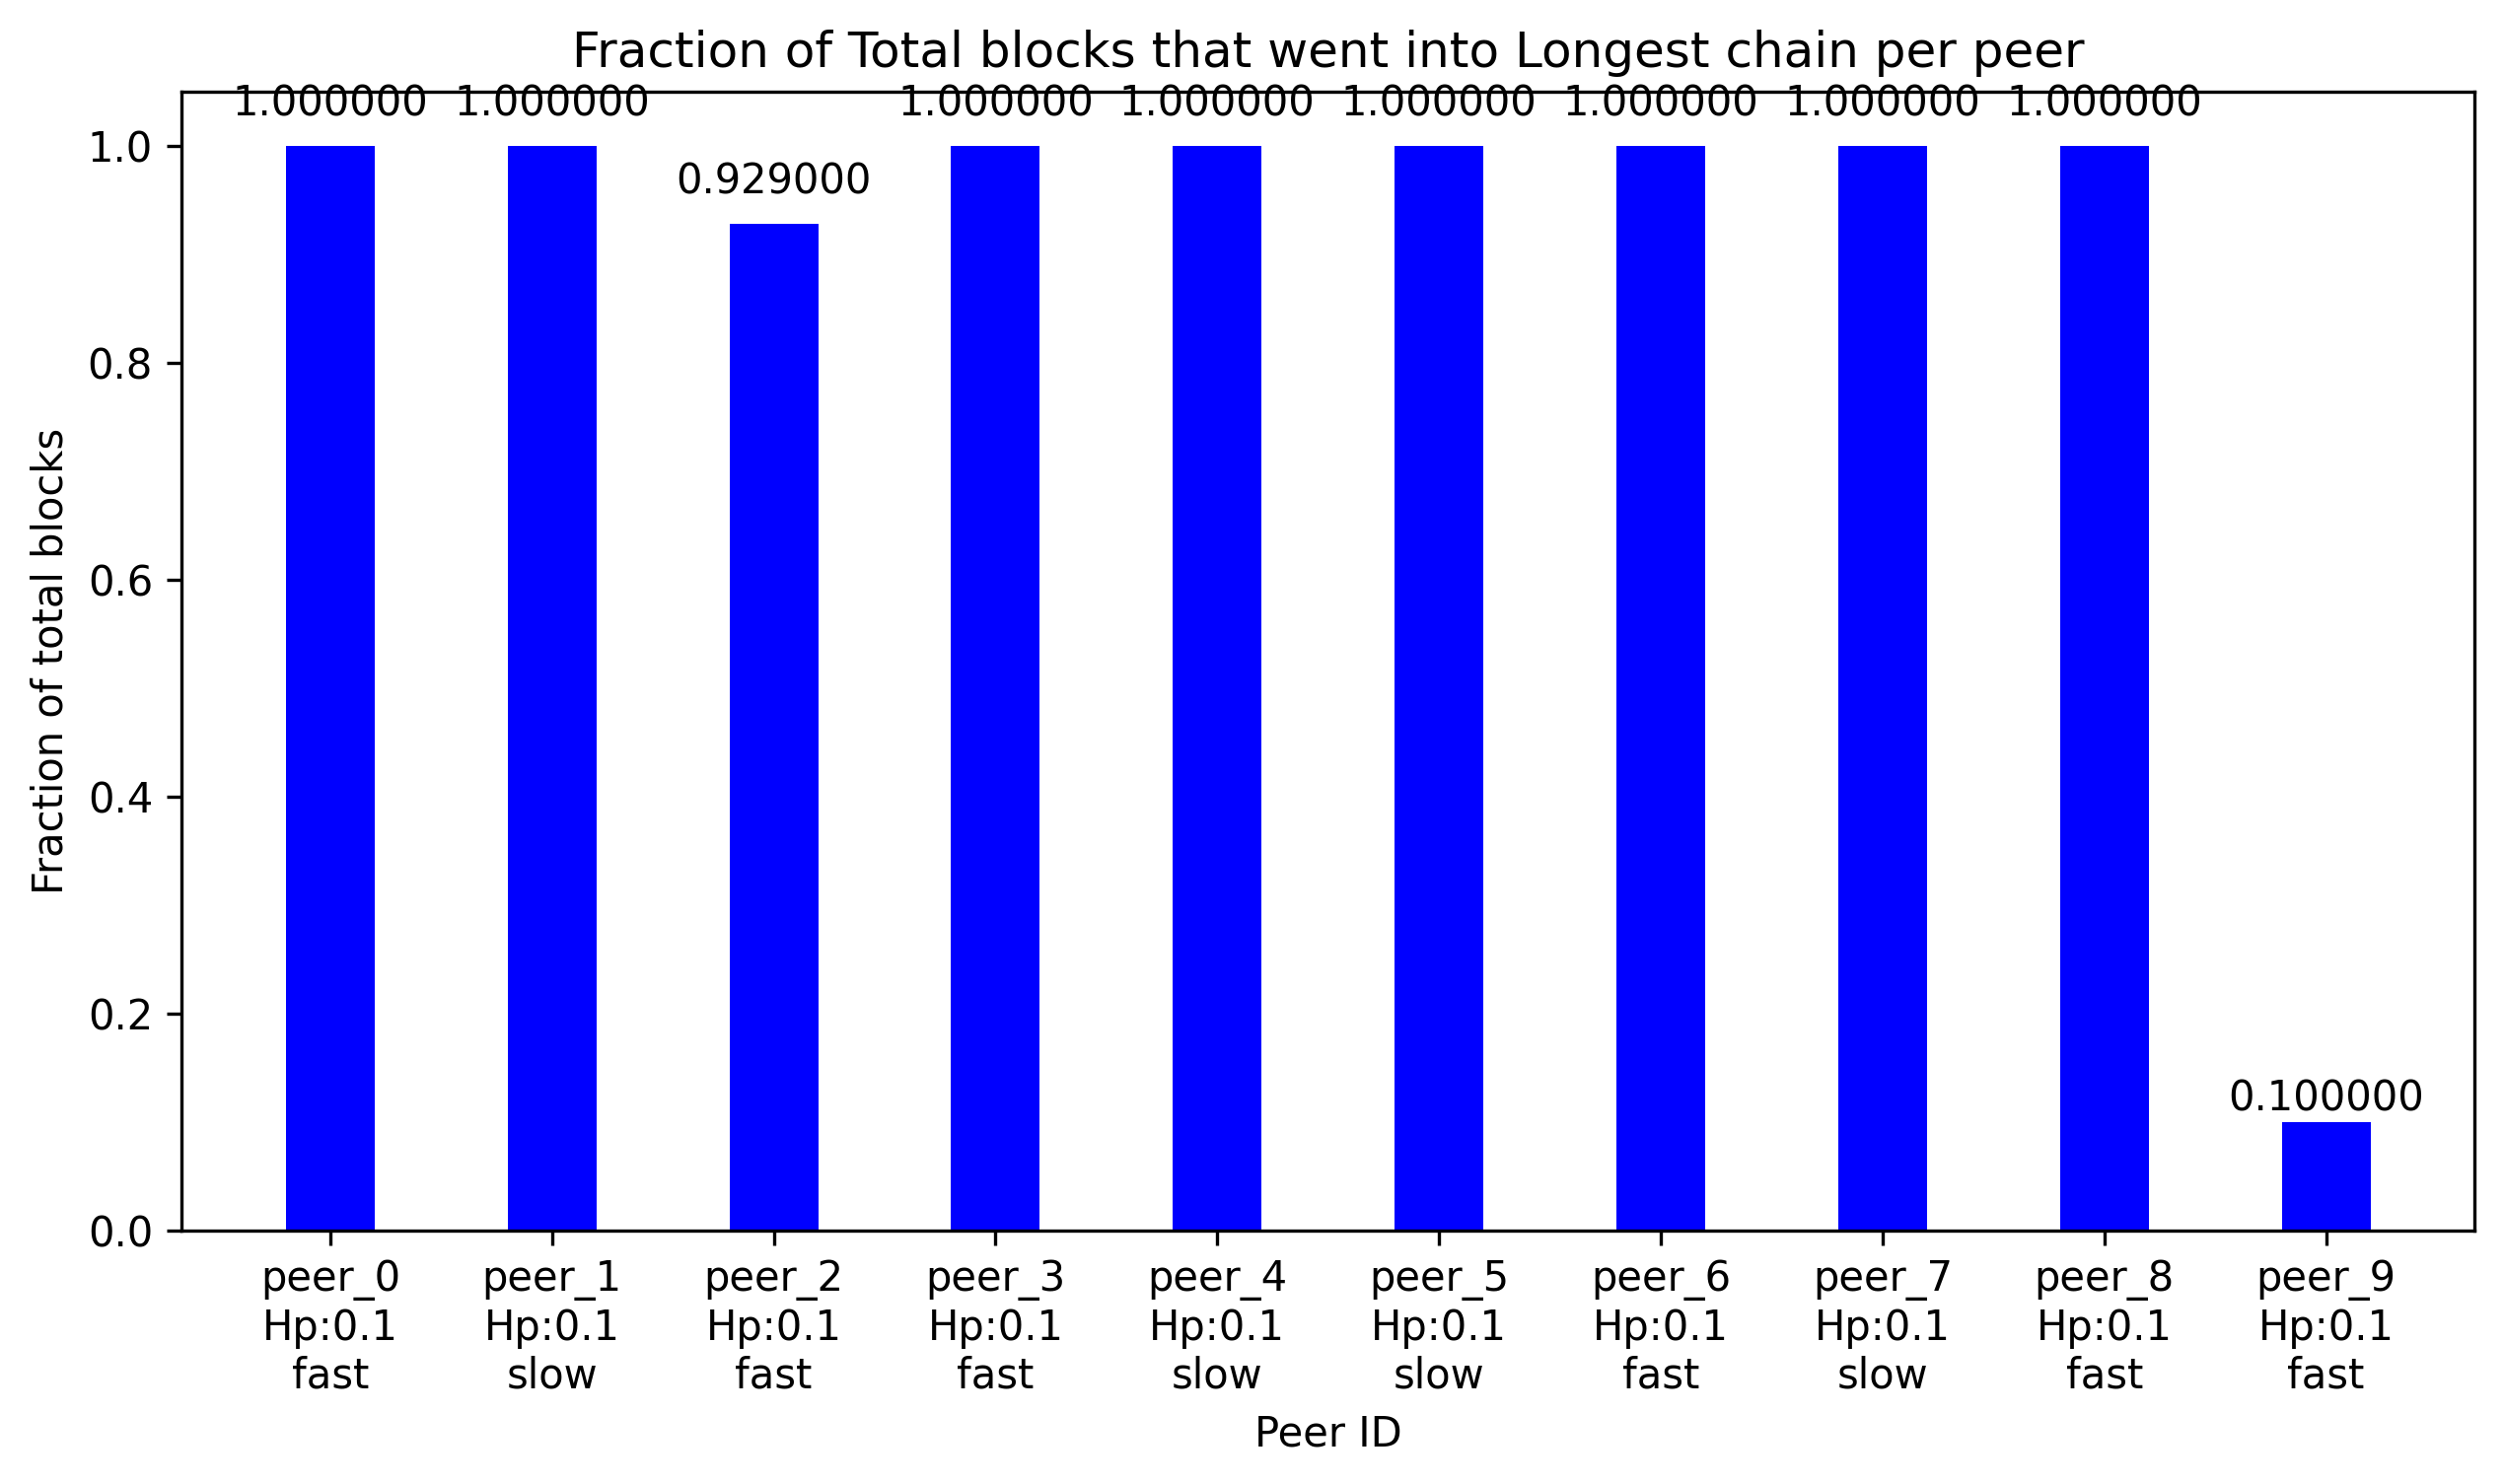 Fraction of Total blocks that went into Longest chain per peer
1.000000 1.000000 1.000000 1.000000 1.000000 1.000000 1.000000 1.000000
0.929000
0.100000
Fraction of total blocks
1.0
0.8
0.6
0.4
0.2
0.0
peer_0 peer_1 peer_2 peer_3 peer_4 peer_5 peer_6 peer_7 peer_8 peer_9
Hp:0.1 Hp:0.1 Hp:0.1 Hp:0.1 Hp:0.1 Hp:0.1 Hp:0.1 Hp:0.1 Hp:0.1 Hp:0.1
fast slow fast fast slow slow fast slow fast fast
Peer ID